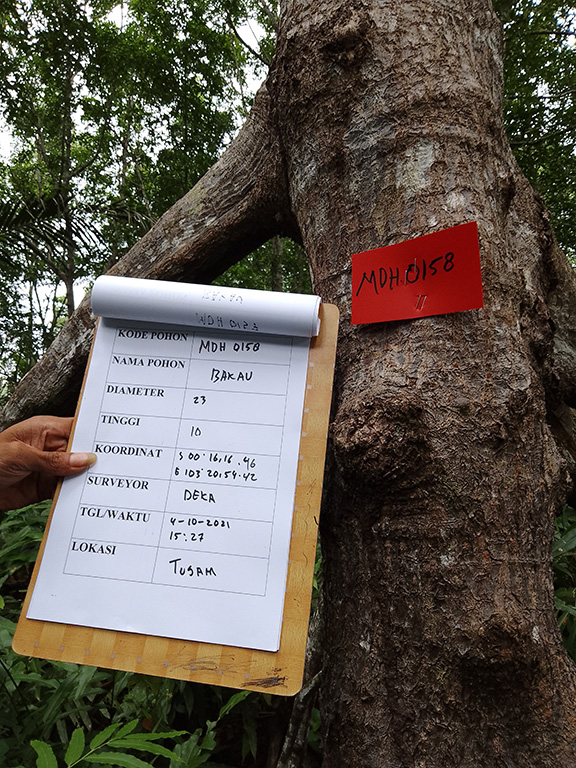 MDH 0158
KODE POHON MDH 0158
NAMA POHON BAKAU
DIAMETER 23
TINGGI 10
KOORDINAT S 00°16,16.46
E 103°20,54.42
SURVEYOR DEKA
TGL/WAKTU 4-10-2021
15:27
LOKASI TUSAM